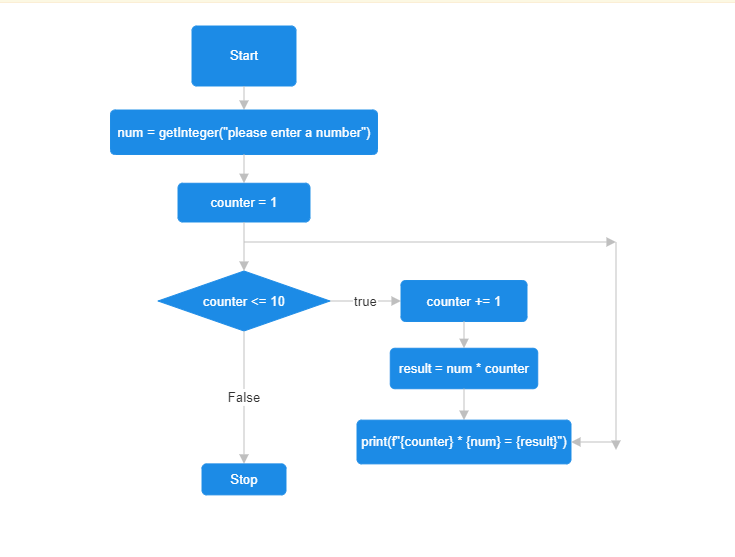 Start
num = getInteger("please enter a number")
counter = 1
counter <= 10
true
counter += 1
result = num * counter
False
print(f"{counter} * {num} = {result}")
Stop